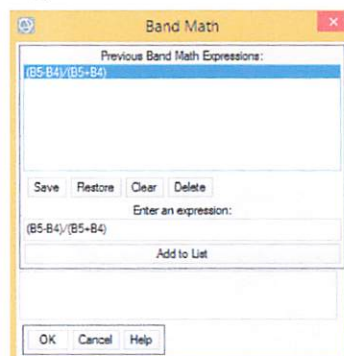 Band Math
Previous Band Math Expressions:
(B5-B4)/(B5+B4)
Save Restore Clear Delete
Enter an expression:
(B5-B4)/(B5+B4)
Add to List
OK Cancel Help